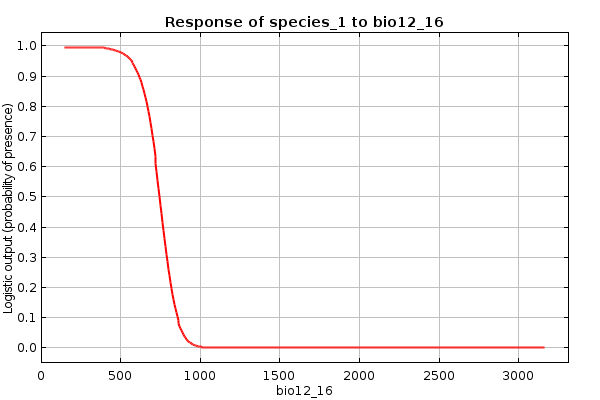 Response of species_1 to bio12_16
Logistic output (probability of presence)
1.0
0.9
0.8
0.7
0.6
0.5
0.4
0.3
0.2
0.1
0.0
0 500 1000 1500 2000 2500 3000
bio12_16